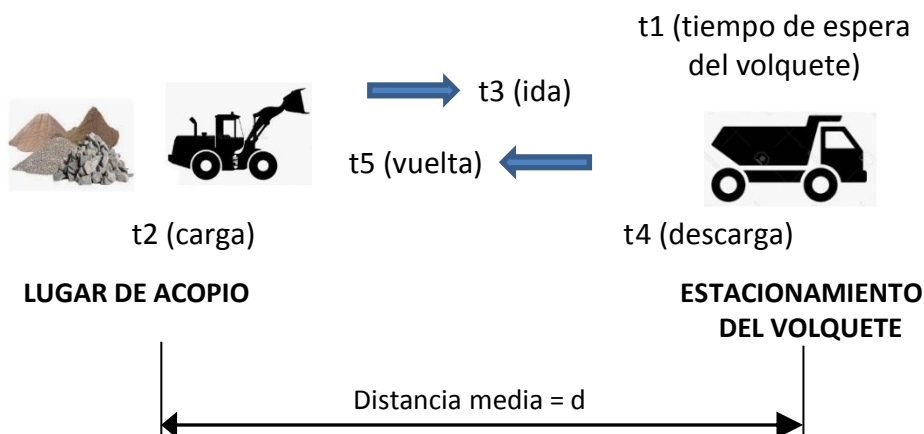 t1 (tiempo de espera
del volquete)
t3 (ida)
t5 (vuelta)
t2 (carga)
t4 (descarga)
LUGAR DE ACOPIO
ESTACIONAMIENTO
DEL VOLQUETE
Distancia media = d